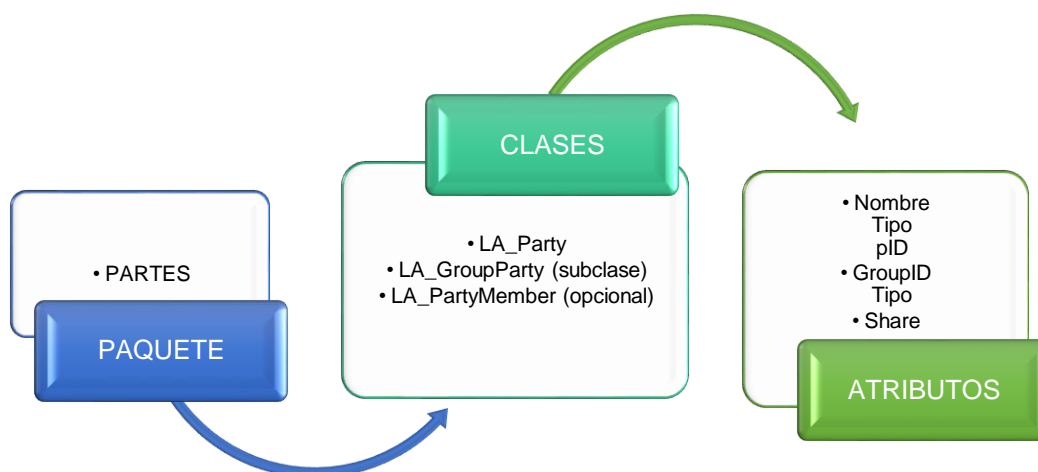 • PARTES
PAQUETE
CLASES
• LA_Party
• LA_GroupParty (subclase)
• LA_PartyMember (opcional)
• Nombre
Tipo
pID
• GroupID
Tipo
• Share
ATRIBUTOS